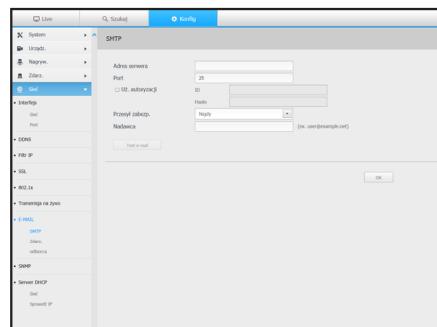 Live
Szukaj
Konfig
System
Urządz.
Nagryw.
Zdarz.
Sieć
• Interfejs
Sieć
Port
• DDNS
• Filtr IP
• SSL
• 802.1x
• Transmisja na żywo
• E-MAIL
SMTP
Zdarz.
odbiorca
• SNMP
• Serwer DHCP
Sieć
Sprawdź IP
SMTP
Adres serwera
Port 25
Uż. autoryzacji ID
Hasło
Przesył zabezp. Nigdy
Nadawca (nx. user@example.net)
Test e-mail
OK